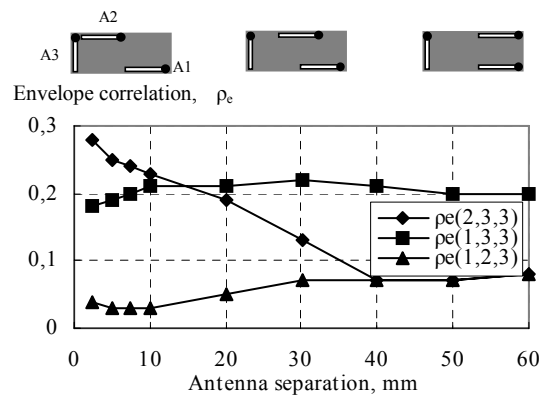 A2
A3
A1
Envelope correlation, ρe
0,3
0,2
0,1
0
ρe(2,3,3)
ρe(1,3,3)
ρe(1,2,3)
0 10 20 30 40 50 60
Antenna separation, mm